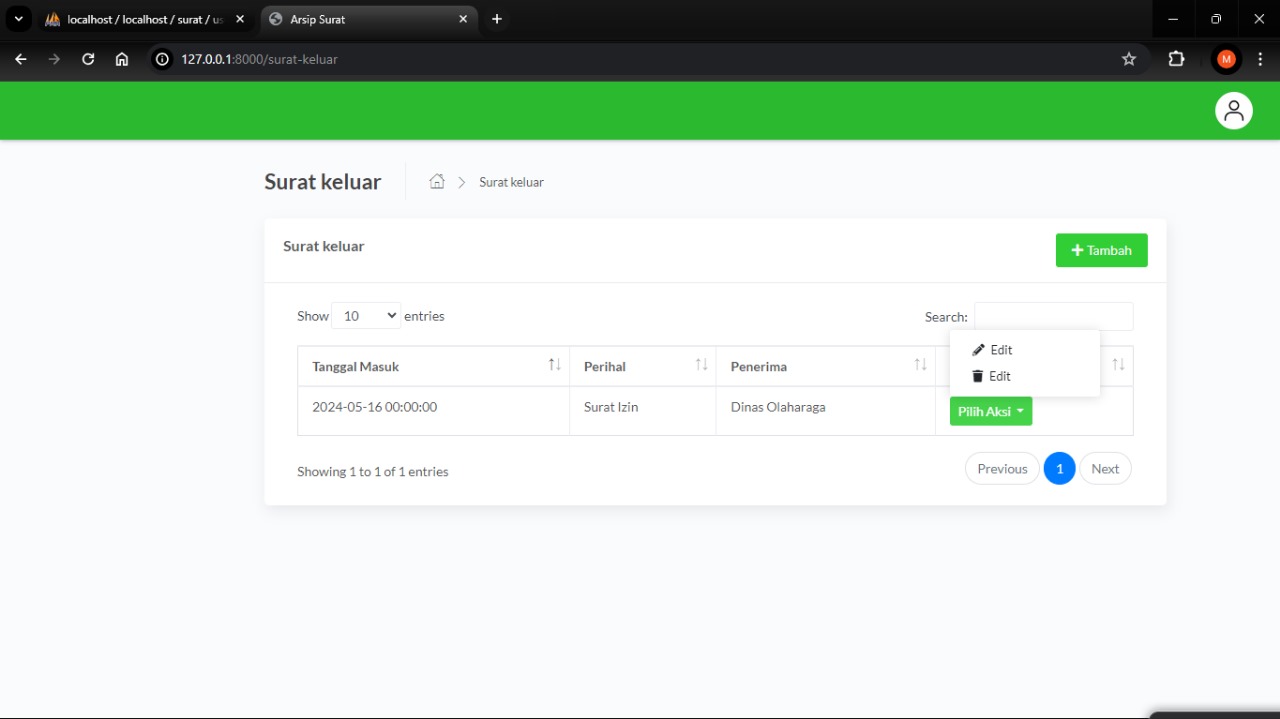 localhost / localhost / surat / us
Arsip Surat
127.0.0.1:8000/surat-keluar
M
Surat keluar
Surat keluar
Surat keluar
Tambah
Show 10 entries
Search:
Edit
Edit
Tanggal Masuk Perihal Penerima
2024-05-16 00:00:00 Surat Izin Dinas Olaharaga
Pilih Aksi
Showing 1 to 1 of 1 entries
Previous 1 Next